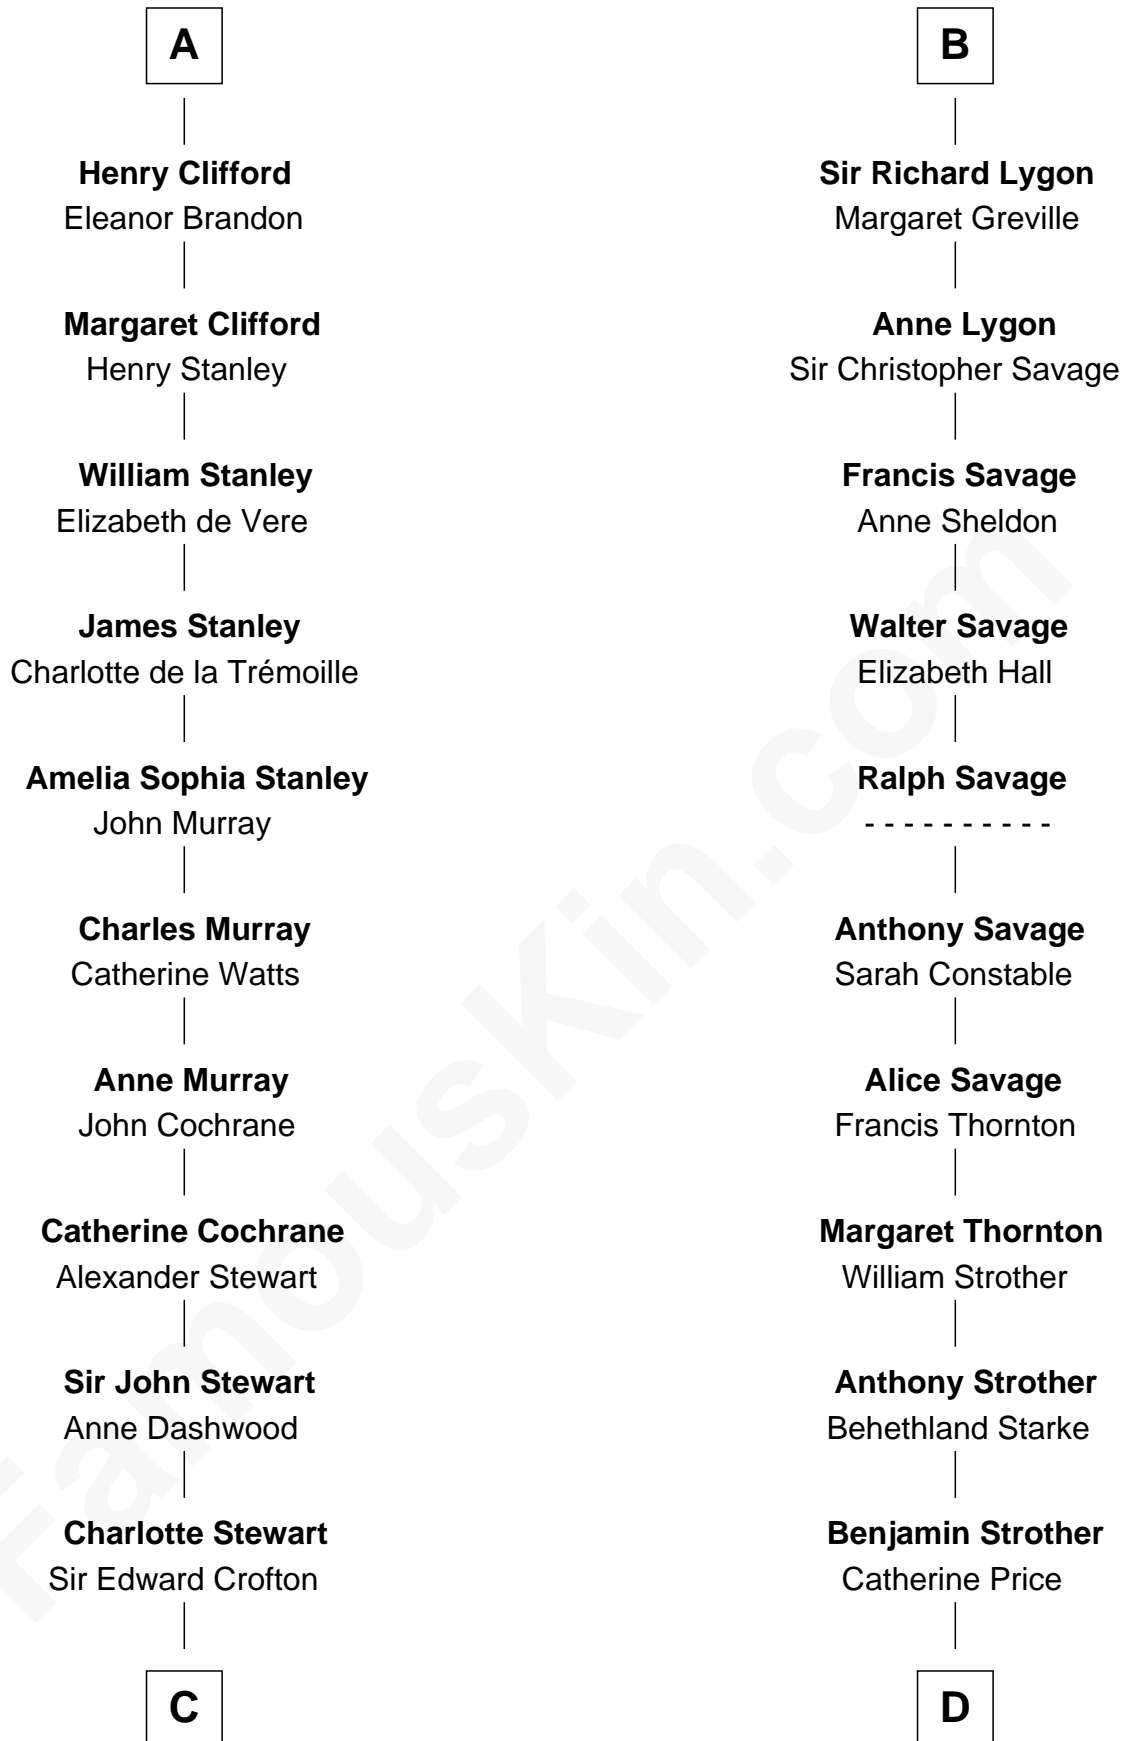 A
Henry Clifford
Eleanor Brandon
Margaret Clifford
Henry Stanley
William Stanley
Elizabeth de Vere
James Stanley
Charlotte de la Trémoille
Amelia Sophia Stanley
John Murray
Charles Murray
Catherine Watts
Anne Murray
John Cochrane
Catherine Cochrane
Alexander Stewart
Sir John Stewart
Anne Dashwood
Charlotte Stewart
Sir Edward Crofton
C
B
Sir Richard Lygon
Margaret Greville
Anne Lygon
Sir Christopher Savage
Francis Savage
Anne Sheldon
Walter Savage
Elizabeth Hall
Ralph Savage
- - - - - - - - - -
Anthony Savage
Sarah Constable
Alice Savage
Francis Thornton
Margaret Thornton
William Strother
Anthony Strother
Behethland Starke
Benjamin Strother
Catherine Price
D
FamousKin.com